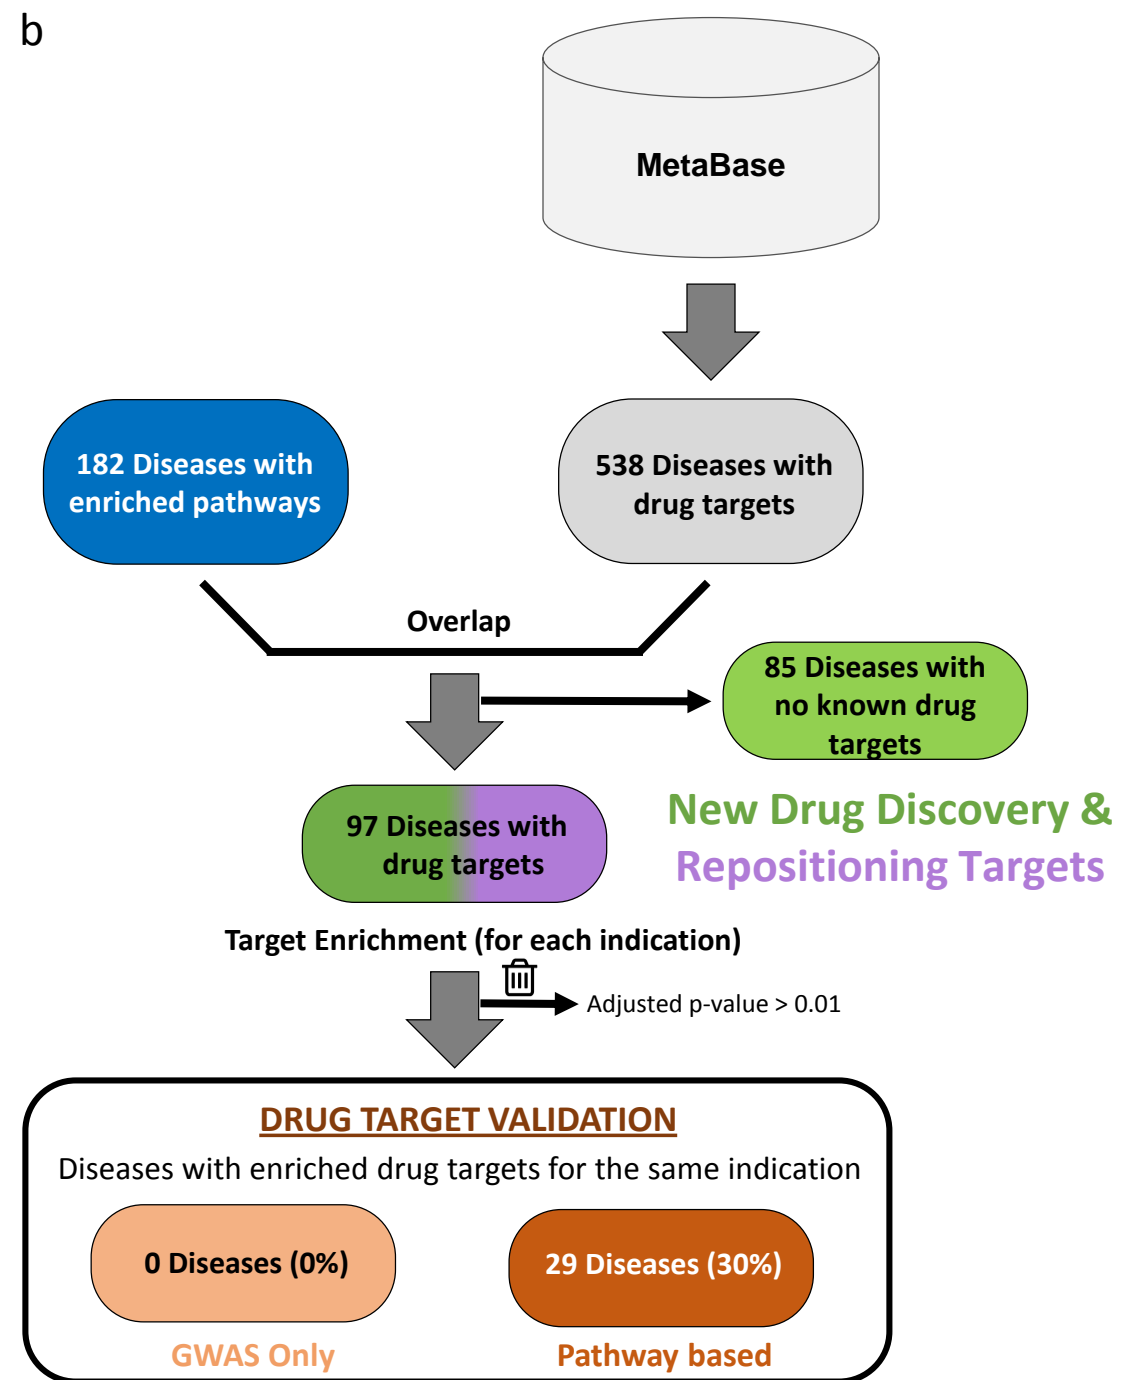 b
MetaBase
182 Diseases with
enriched pathways
538 Diseases with
drug targets
Overlap
85 Diseases with
no known drug
targets
97 Diseases with
drug targets
New Drug Discovery &
Repositioning Targets
Target Enrichment (for each indication)
Adjusted p-value > 0.01
DRUG TARGET VALIDATION
Diseases with enriched drug targets for the same indication
0 Diseases (0%)
29 Diseases (30%)
GWAS Only
Pathway based